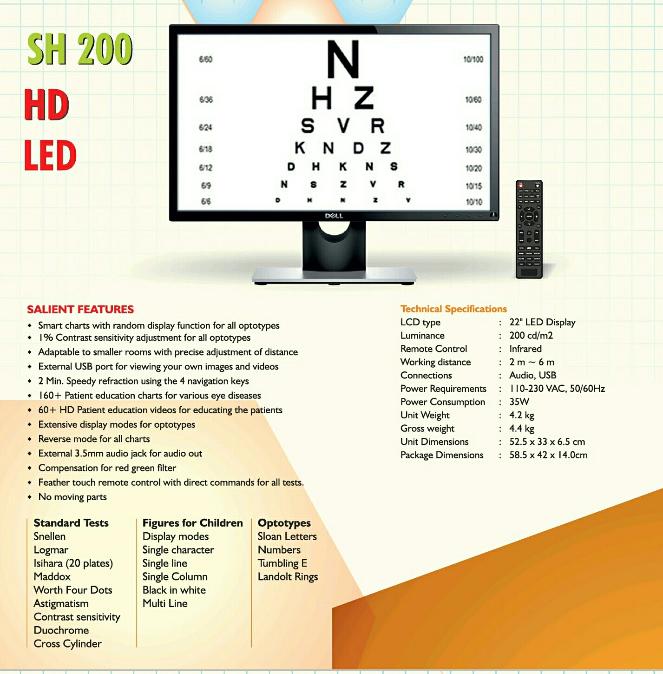 SH 200
HD
LED
6/60 N 10/100
6/36 H Z 10/60
6/24 S V R 10/40
6/18 K N D Z 10/30
6/12 D H K N S 10/20
6/9 N S Z V R 10/15
6/6 D H N Z V 10/10
DELL
SALIENT FEATURES
• Smart charts with random display function for all optotypes
• 1% Contrast sensitivity adjustment for all optotypes
• Adaptable to smaller rooms with precise adjustment of distance
• External USB port for viewing your own images and videos
• 2 Min. Speedy refraction using the 4 navigation keys
• 160+ Patient education charts for various eye diseases
• 60+ HD Patient education videos for educating the patients
• Extensive display modes for optotypes
• Reverse mode for all charts
• External 3.5mm audio jack for audio out
• Compensation for red green filter
• Feather touch remote control with direct commands for all tests.
• No moving parts
Technical Specifications
LCD type : 22" LED Display
Luminance : 200 cd/m2
Remote Control : Infrared
Working distance : 2 m ~ 6 m
Connections : Audio, USB
Power Requirements : 110-230 VAC, 50/60Hz
Power Consumption : 35W
Unit Weight : 4.2 kg
Gross weight : 4.4 kg
Unit Dimensions : 52.5 x 33 x 6.5 cm
Package Dimensions : 58.5 x 42 x 14.0cm
Standard Tests
Snellen
Logmar
Isihara (20 plates)
Maddox
Worth Four Dots
Astigmatism
Contrast sensitivity
Duochrome
Cross Cylinder
Figures for Children
Display modes
Single character
Single line
Single Column
Black in white
Multi Line
Optotypes
Sloan Letters
Numbers
Tumbling E
Landolt Rings